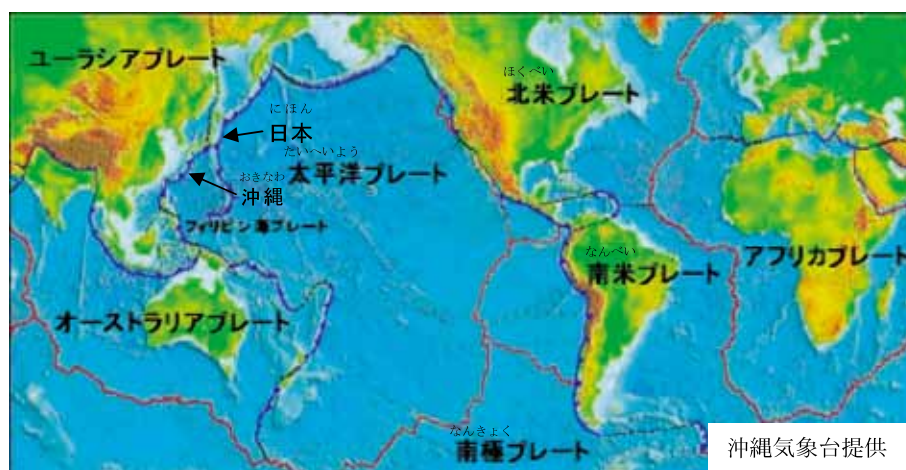 ユーラシアプレート
ほくべい
北米プレート
にほん
日本
たいへいよう
太平洋プレート
おきなわ
沖縄
フィリピン海プレート
なんべい
南米プレート
アフリカプレート
オーストラリアプレート
なんきょく
南極プレート
沖縄気象台提供